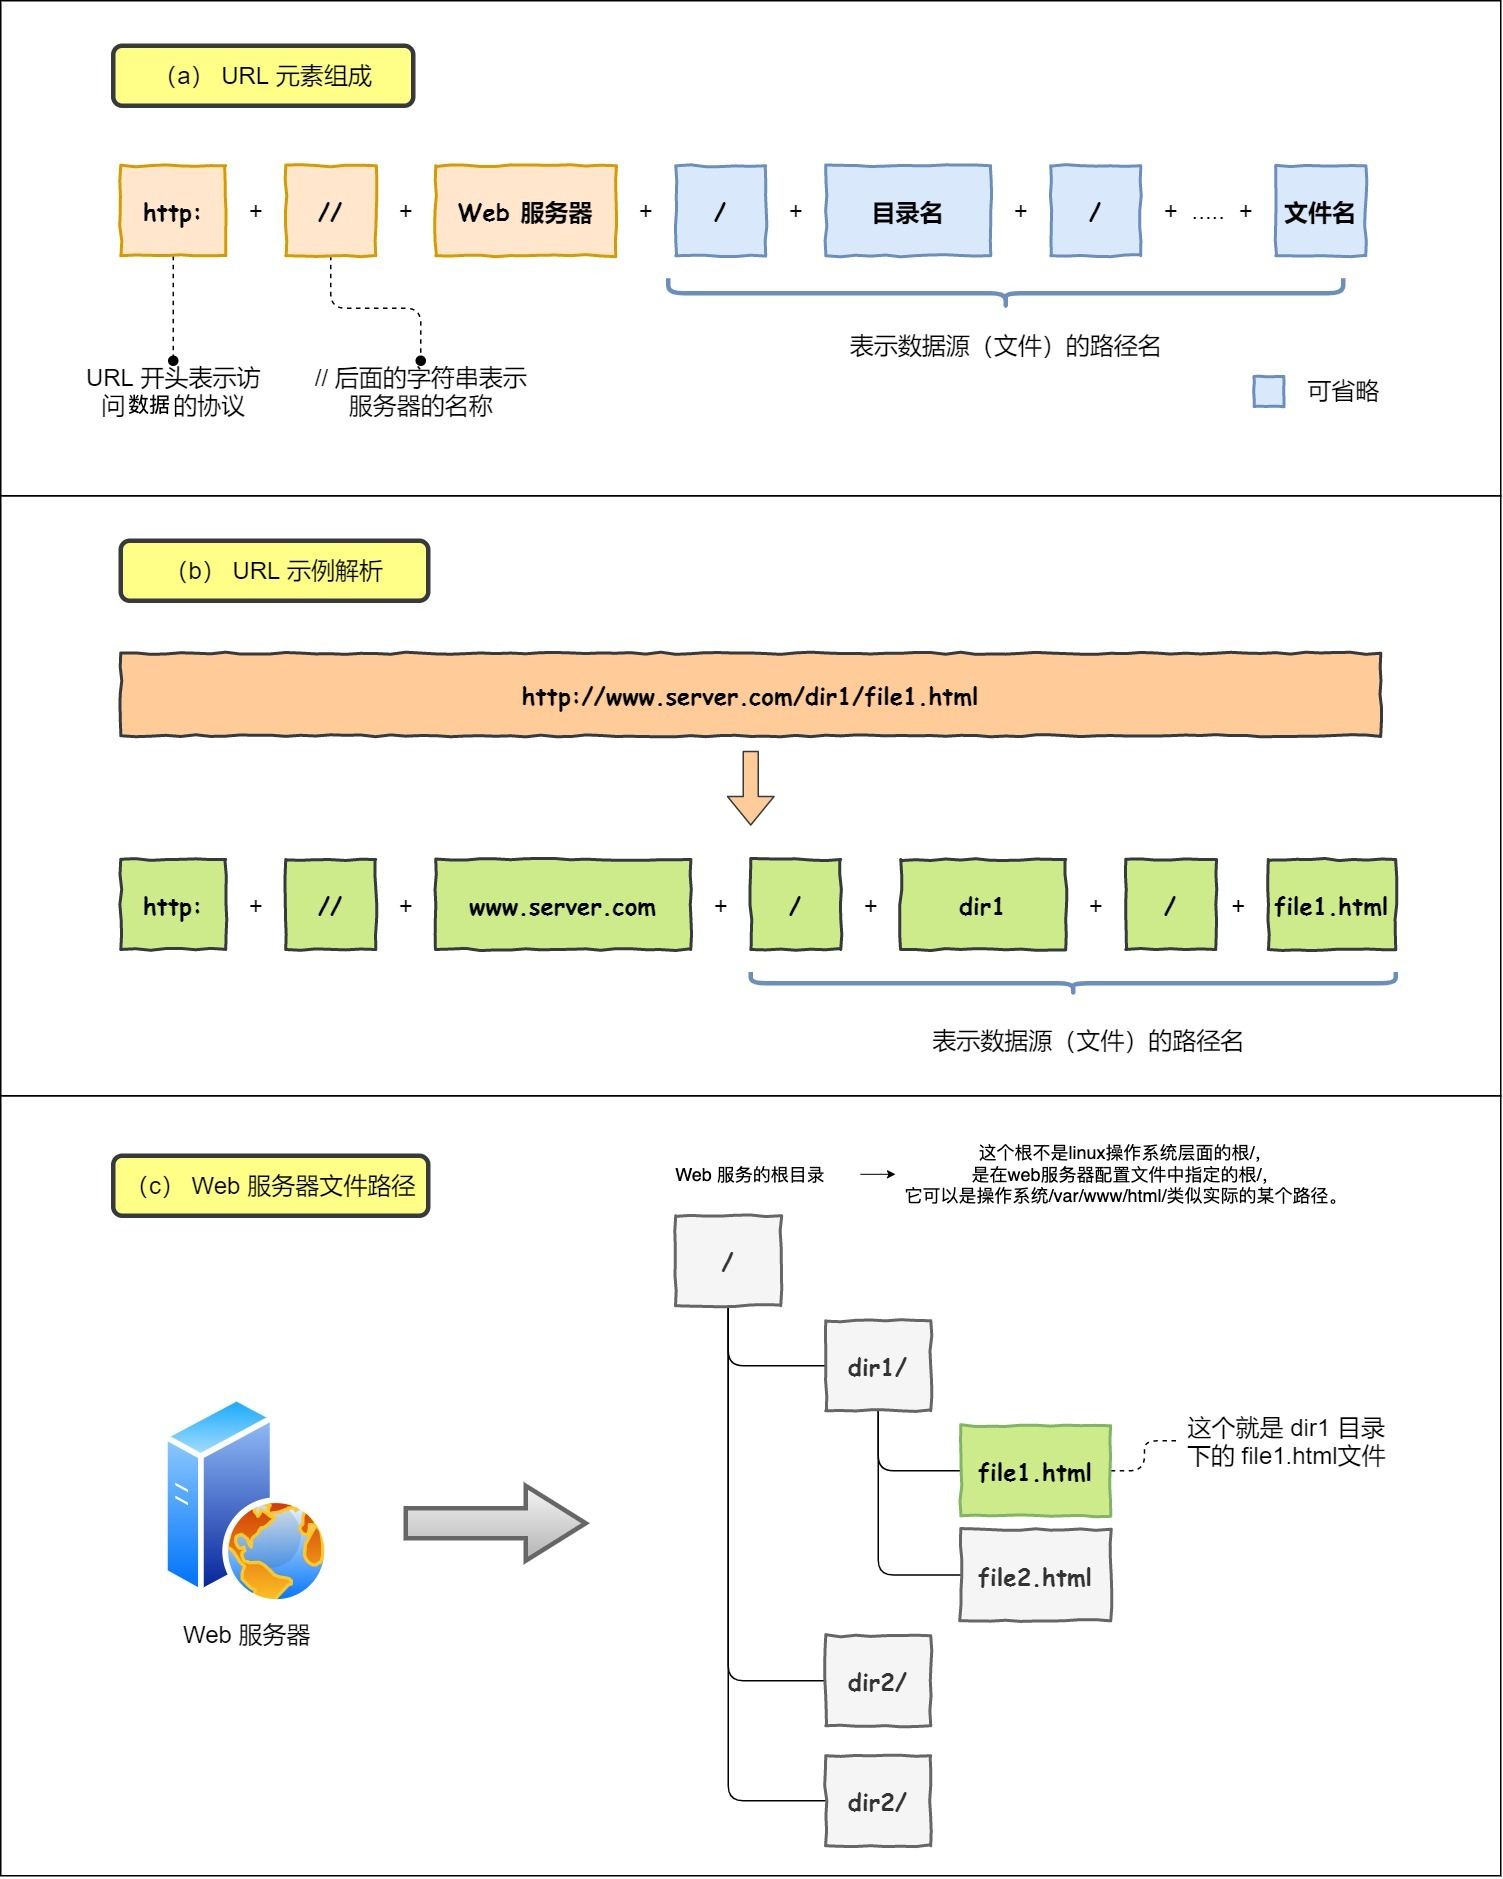 （a） URL 元素组成
http: + // + Web 服务器 + / + 目录名 + / + ..... + 文件名
表示数据源（文件）的路径名
URL 开头表示访
问数据的协议
// 后面的字符串表示
服务器的名称
可省略
（b） URL 示例解析
http://www.server.com/dir1/file1.html
http: + // + www.server.com + / + dir1 + / + file1.html
表示数据源（文件）的路径名
（c） Web 服务器文件路径
Web 服务的根目录
这个根不是linux操作系统层面的根/，
是在web服务器配置文件中指定的根/，
它可以是操作系统/var/www/html/类似实际的某个路径。
/
dir1/
file1.html
这个就是 dir1 目录
下的 file1.html文件
file2.html
Web 服务器
dir2/
dir2/